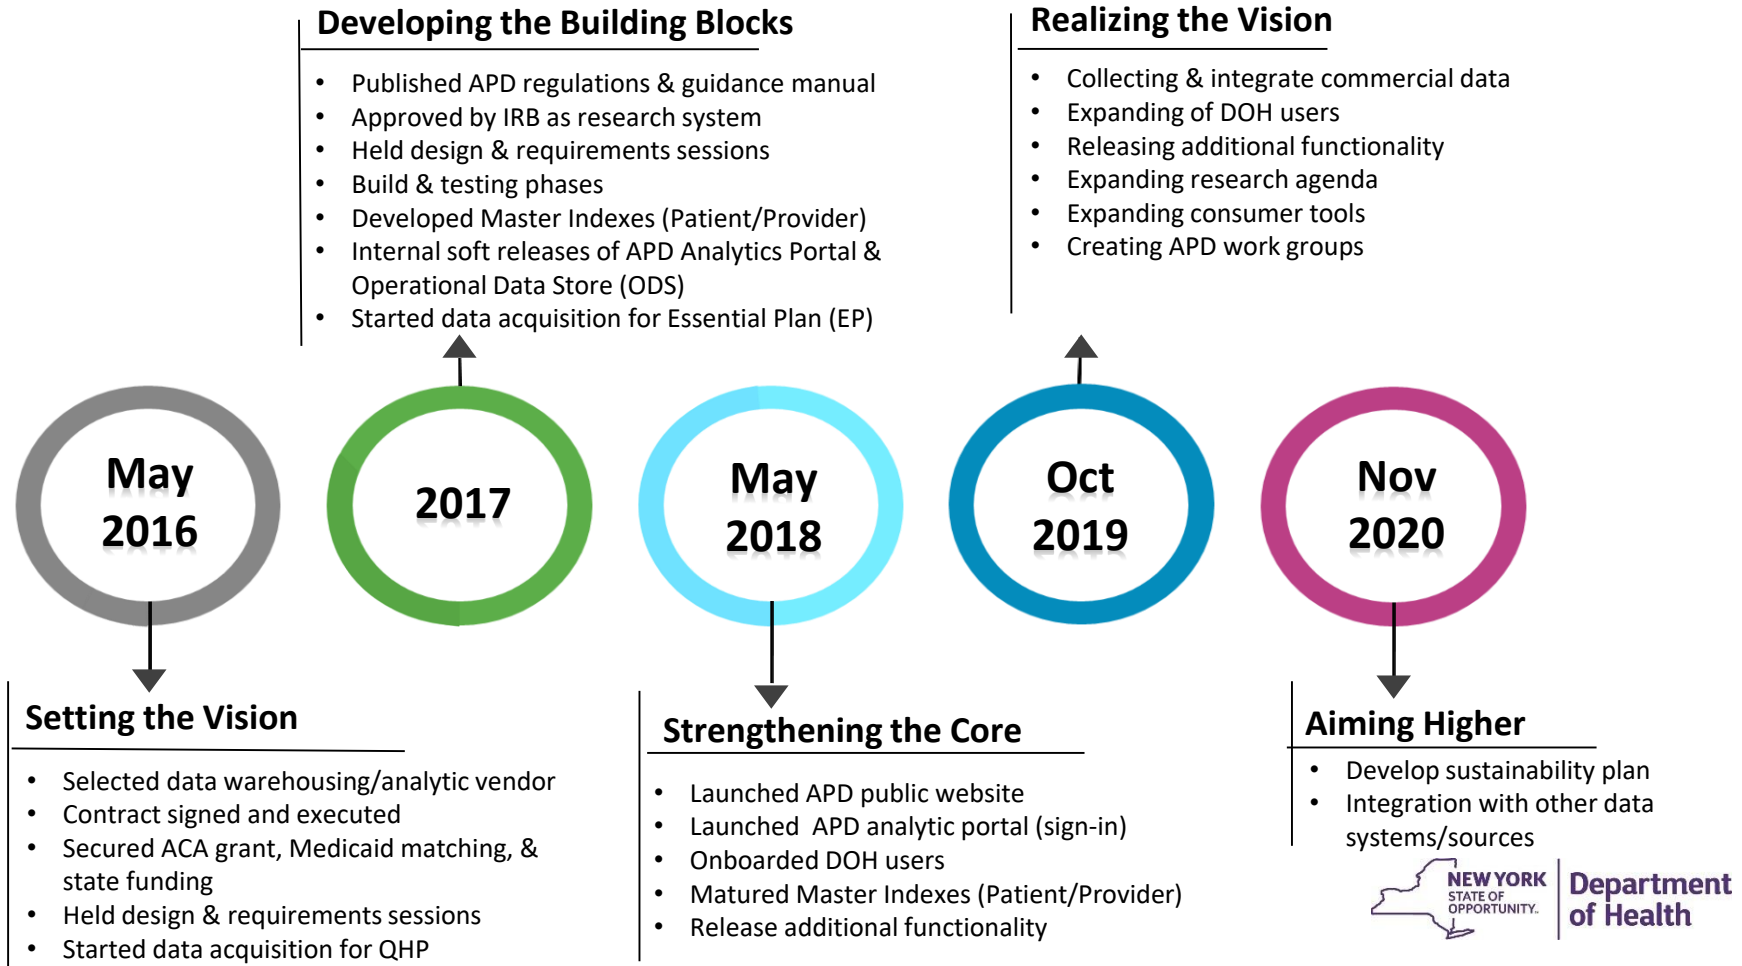 Developing the Building Blocks
• Published APD regulations & guidance manual
• Approved by IRB as research system
• Held design & requirements sessions
• Build & testing phases
• Developed Master Indexes (Patient/Provider)
• Internal soft releases of APD Analytics Portal &
Operational Data Store (ODS)
• Started data acquisition for Essential Plan (EP)
Realizing the Vision
• Collecting & integrate commercial data
• Expanding of DOH users
• Releasing additional functionality
• Expanding research agenda
• Expanding consumer tools
• Creating APD work groups
May
2016
2017
May
2018
Oct
2019
Nov
2020
Setting the Vision
• Selected data warehousing/analytic vendor
• Contract signed and executed
• Secured ACA grant, Medicaid matching, &
state funding
• Held design & requirements sessions
• Started data acquisition for QHP
Strengthening the Core
• Launched APD public website
• Launched APD analytic portal (sign-in)
• Onboarded DOH users
• Matured Master Indexes (Patient/Provider)
• Release additional functionality
Aiming Higher
• Develop sustainability plan
• Integration with other data
systems/sources
NEW YORK
STATE OF
OPPORTUNITY.
Department
of Health